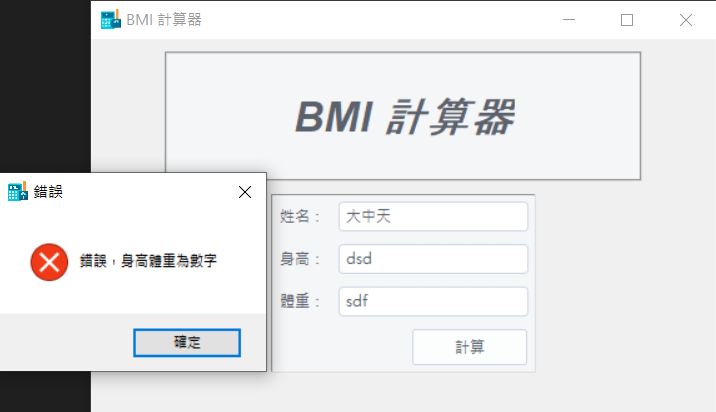 BMI 計算器
BMI 計算器
錯誤
錯誤，身高體重為數字
確定
姓名： 大中天
身高： dsd
體重： sdf
計算